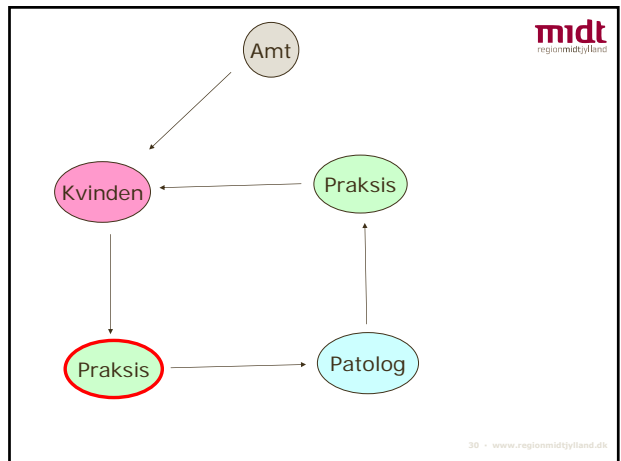 Amt
midt
regionmidtjylland
Kvinden
Praksis
Praksis
Patolog
30 - www.regionmidtjylland.dk